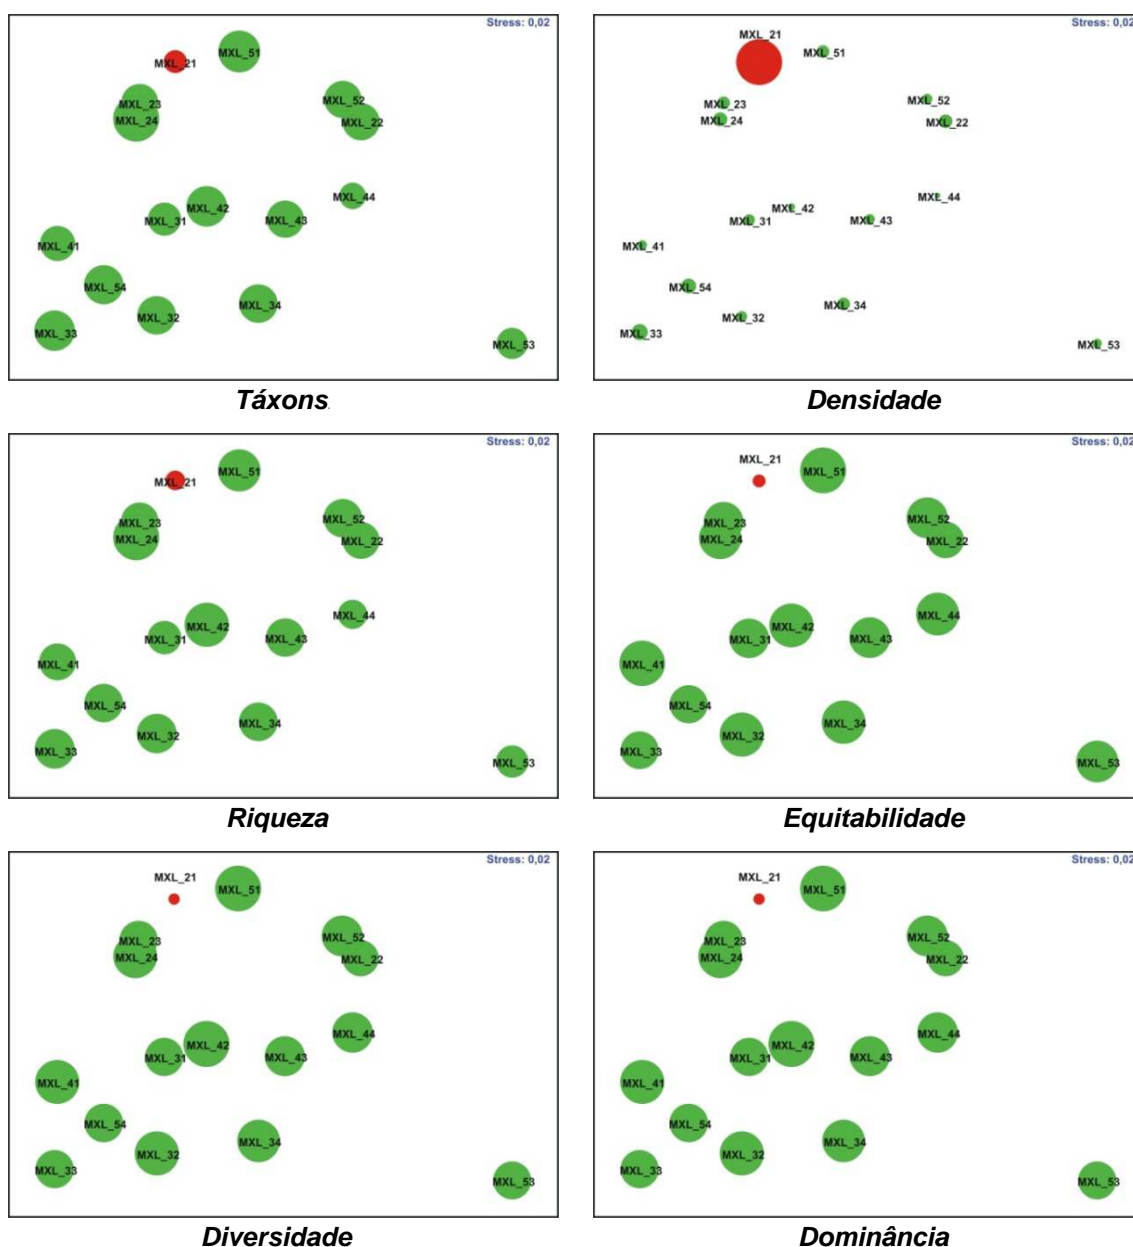 Stress: 0,02
MXL_51
MXL_21
MXL_23
MXL_52
MXL_24
MXL_22
MXL_44
MXL_42
MXL_31
MXL_43
MXL_41
MXL_54
MXL_34
MXL_32
MXL_33
MXL_53
Táxons
Stress: 0,02
MXL_21
MXL_51
MXL_52
MXL_23
MXL_24
MXL_22
MXL_44
MXL_42
MXL_31
MXL_43
MXL_41
MXL_54
MXL_34
MXL_32
MXL_33
MXL_53
Densidade
Stress: 0,02
MXL_51
MXL_21
MXL_52
MXL_23
MXL_24
MXL_22
MXL_44
MXL_42
MXL_31
MXL_43
MXL_41
MXL_54
MXL_34
MXL_32
MXL_33
MXL_53
Riqueza
Stress: 0,02
MXL_21
MXL_51
MXL_52
MXL_23
MXL_24
MXL_22
MXL_44
MXL_42
MXL_31
MXL_43
MXL_41
MXL_54
MXL_34
MXL_32
MXL_33
MXL_53
Equitabilidade
Stress: 0,02
MXL_21
MXL_51
MXL_52
MXL_23
MXL_24
MXL_22
MXL_44
MXL_42
MXL_31
MXL_43
MXL_41
MXL_54
MXL_34
MXL_32
MXL_33
MXL_53
Diversidade
Stress: 0,02
MXL_21
MXL_51
MXL_52
MXL_23
MXL_24
MXL_22
MXL_44
MXL_42
MXL_31
MXL_43
MXL_41
MXL_54
MXL_34
MXL_32
MXL_33
MXL_53
Dominância